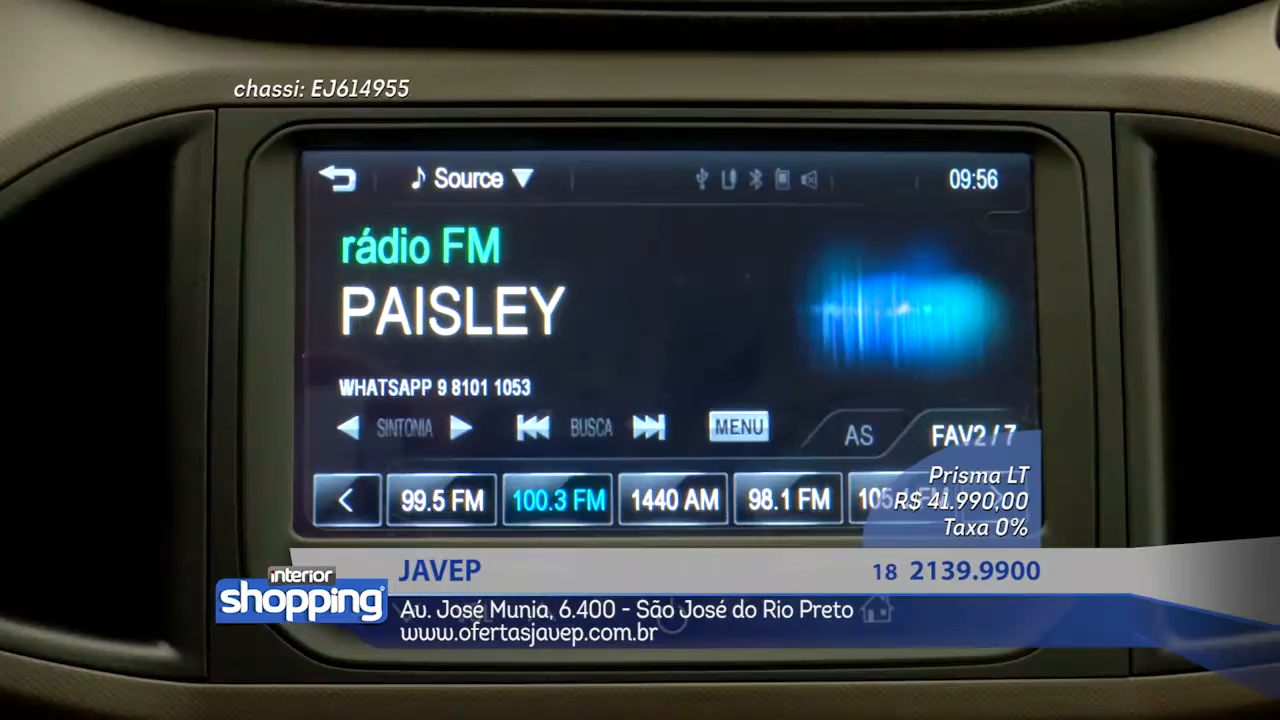 chassi: EJ614955
Source
09:56
rádio FM
PAISLEY
WHATSAPP 9 8101 1053
SINTONIA BUSCA MENU AS FAV2/7
99.5 FM 100.3 FM 1440 AM 98.1 FM
Prisma LT
R$ 41.990,00
Taxa 0%
interior
shopping
JAVEP 18 2139.9900
Av. José Munia, 6.400 - São José do Rio Preto
www.ofertasjavep.com.br